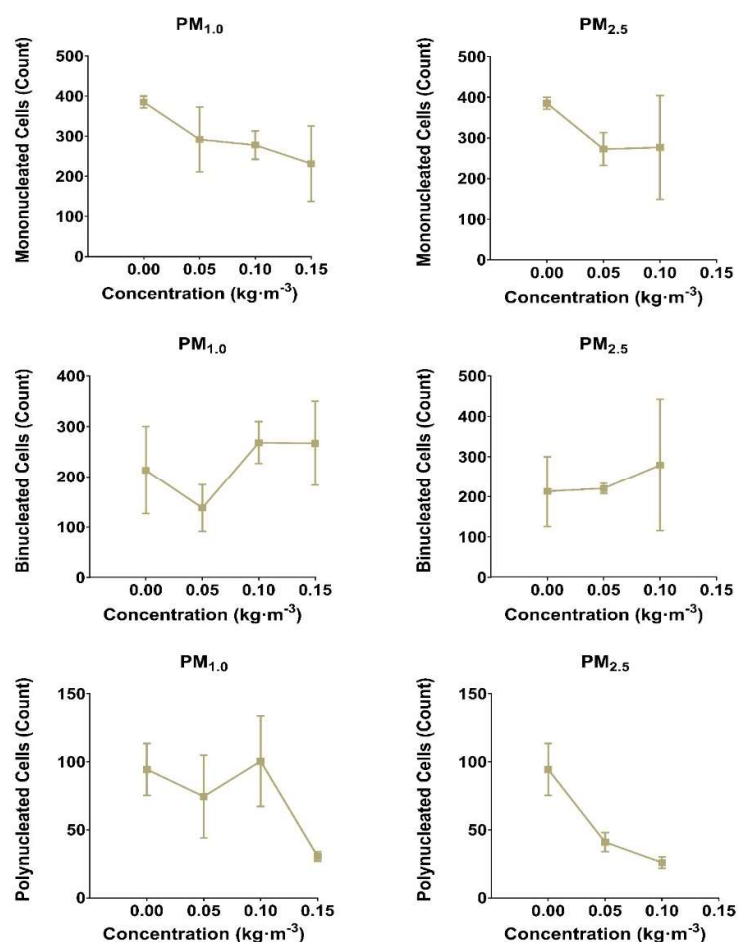 PM1.0
Mononucleated Cells (Count)
500
400
300
200
100
0
0.00 0.05 0.10 0.15
Concentration (kg·m-3)
PM2.5
Mononucleated Cells (Count)
500
400
300
200
100
0
0.00 0.05 0.10 0.15
Concentration (kg·m-3)
PM1.0
Binucleated Cells (Count)
400
300
200
100
0
0.00 0.05 0.10 0.15
Concentration (kg·m-3)
PM2.5
Binucleated Cells (Count)
500
400
300
200
100
0
0.00 0.05 0.10 0.15
Concentration (kg·m-3)
PM1.0
Polynucleated Cells (Count)
150
100
50
0
0.00 0.05 0.10 0.15
Concentration (kg·m-3)
PM2.5
Polynucleated Cells (Count)
150
100
50
0
0.00 0.05 0.10 0.15
Concentration (kg·m-3)